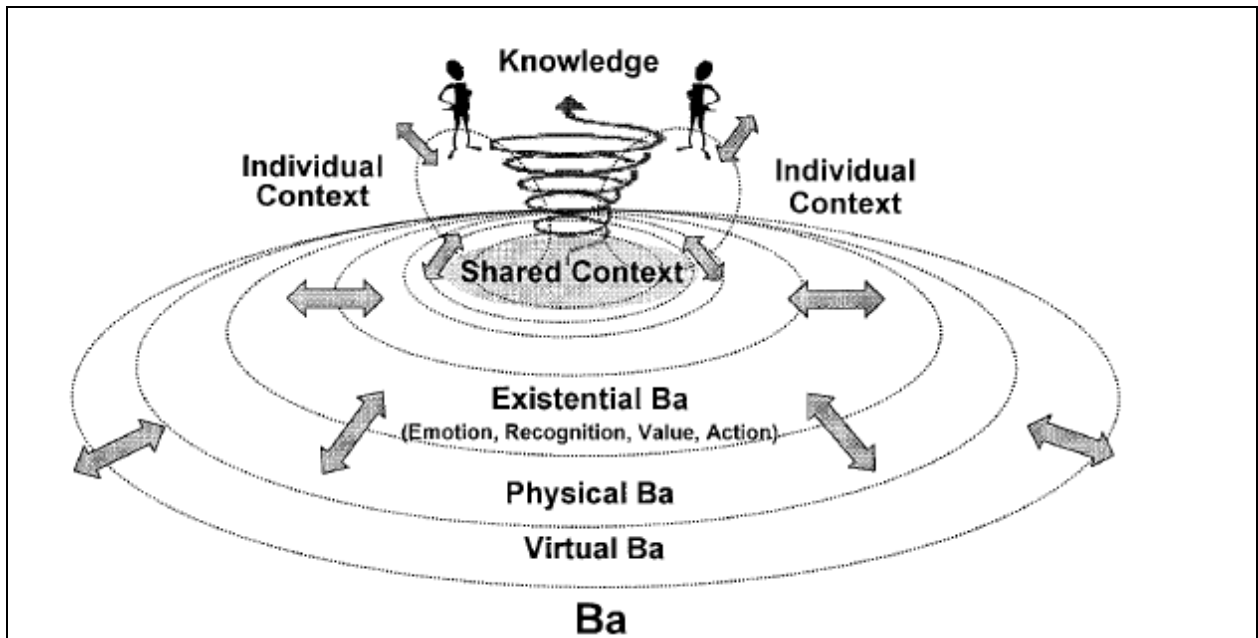 Knowledge
Individual
Context
Individual
Context
Shared Context
Existential Ba
(Emotion, Recognition, Value, Action)
Physical Ba
Virtual Ba
Ba